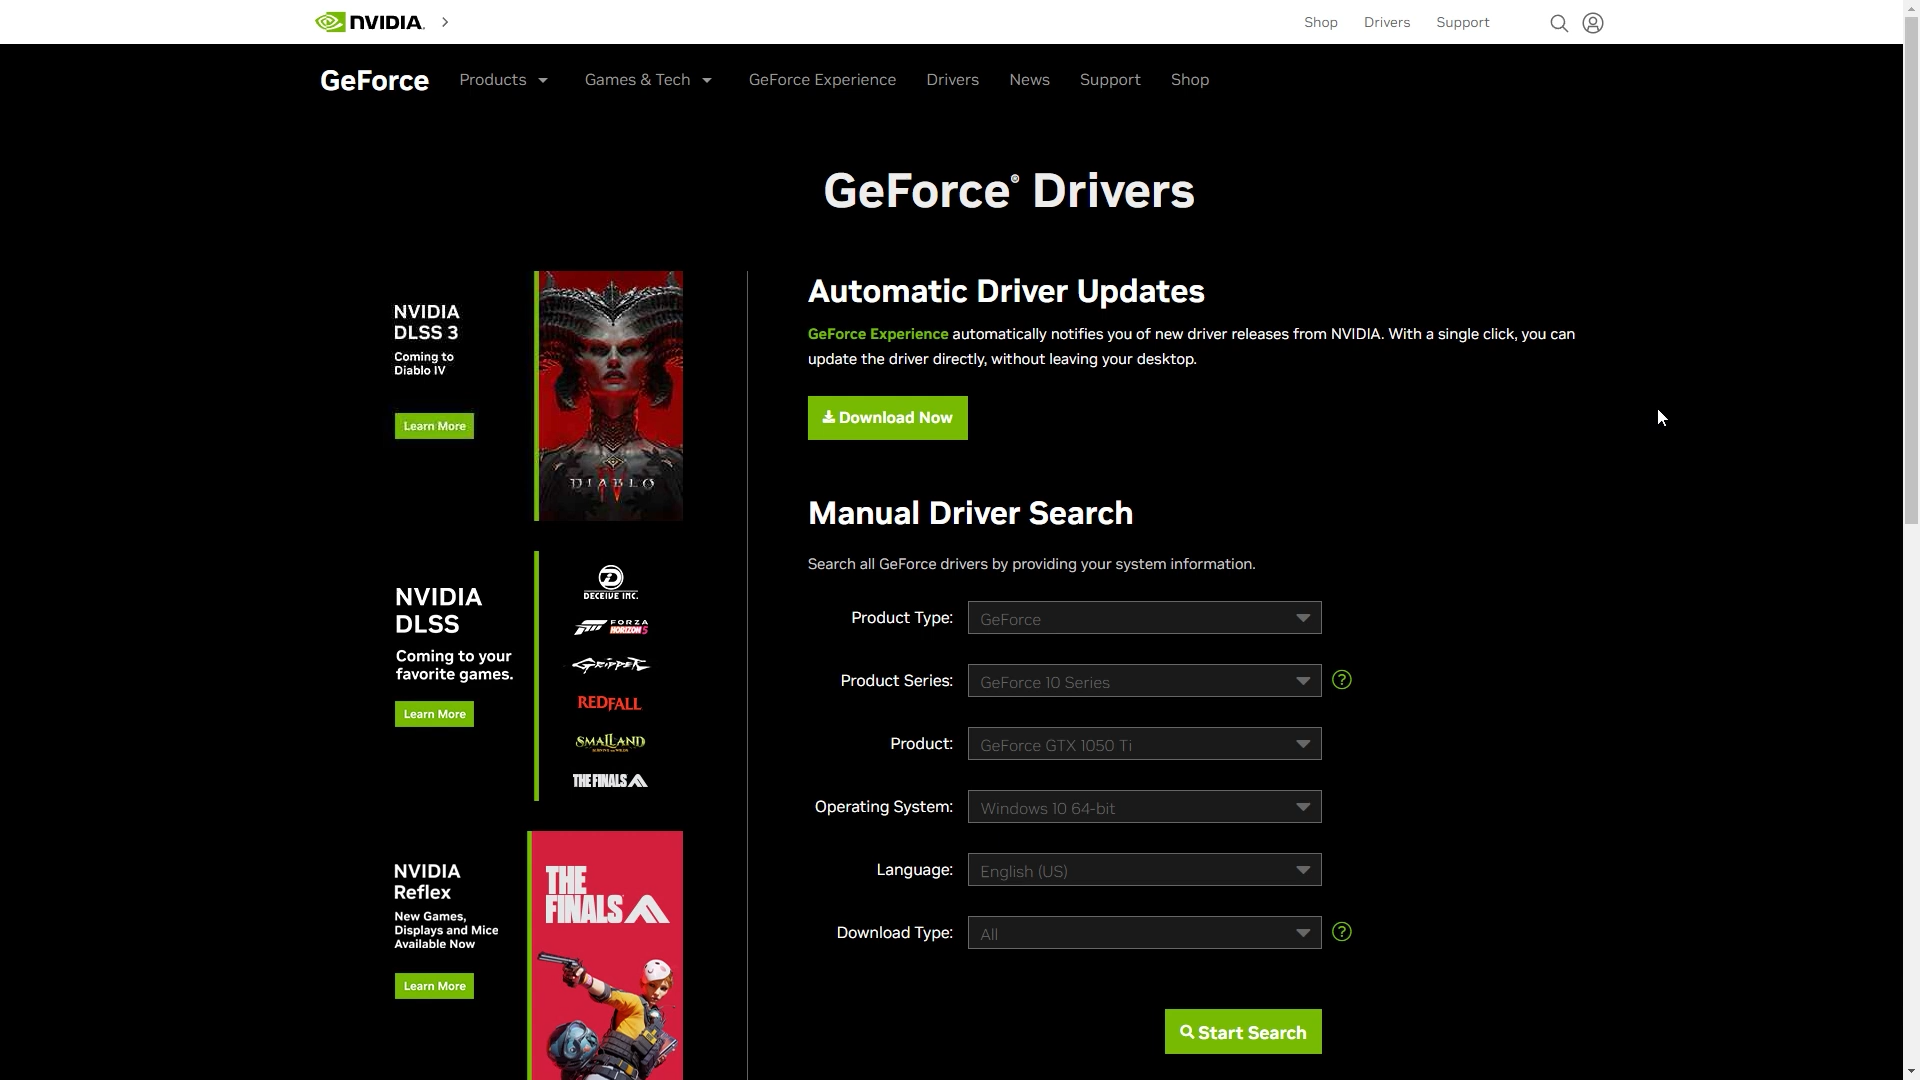 NVIDIA.
Shop
Drivers
Support
GeForce
Products
Games & Tech
GeForce Experience
Drivers
News
Support
Shop
GeForce® Drivers
NVIDIA
DLSS 3
Coming to
Diablo IV
Learn More
DIABLO
IV
NVIDIA
DLSS
Coming to your
favorite games.
Learn More
DECEIVE INC.
FORZA
HORIZON 5
GRIPPER
REDFALL
SMALLAND
SURVIVE THE WILDS
THE FINALS
NVIDIA
Reflex
New Games,
Displays and Mice
Available Now
Learn More
THE
FINALS
Automatic Driver Updates
GeForce Experience automatically notifies you of new driver releases from NVIDIA. With a single click, you can
update the driver directly, without leaving your desktop.
Download Now
Manual Driver Search
Search all GeForce drivers by providing your system information.
Product Type: GeForce
Product Series: GeForce 10 Series ?
Product: GeForce GTX 1050 Ti
Operating System: Windows 10 64-bit
Language: English (US)
Download Type: All ?
Start Search